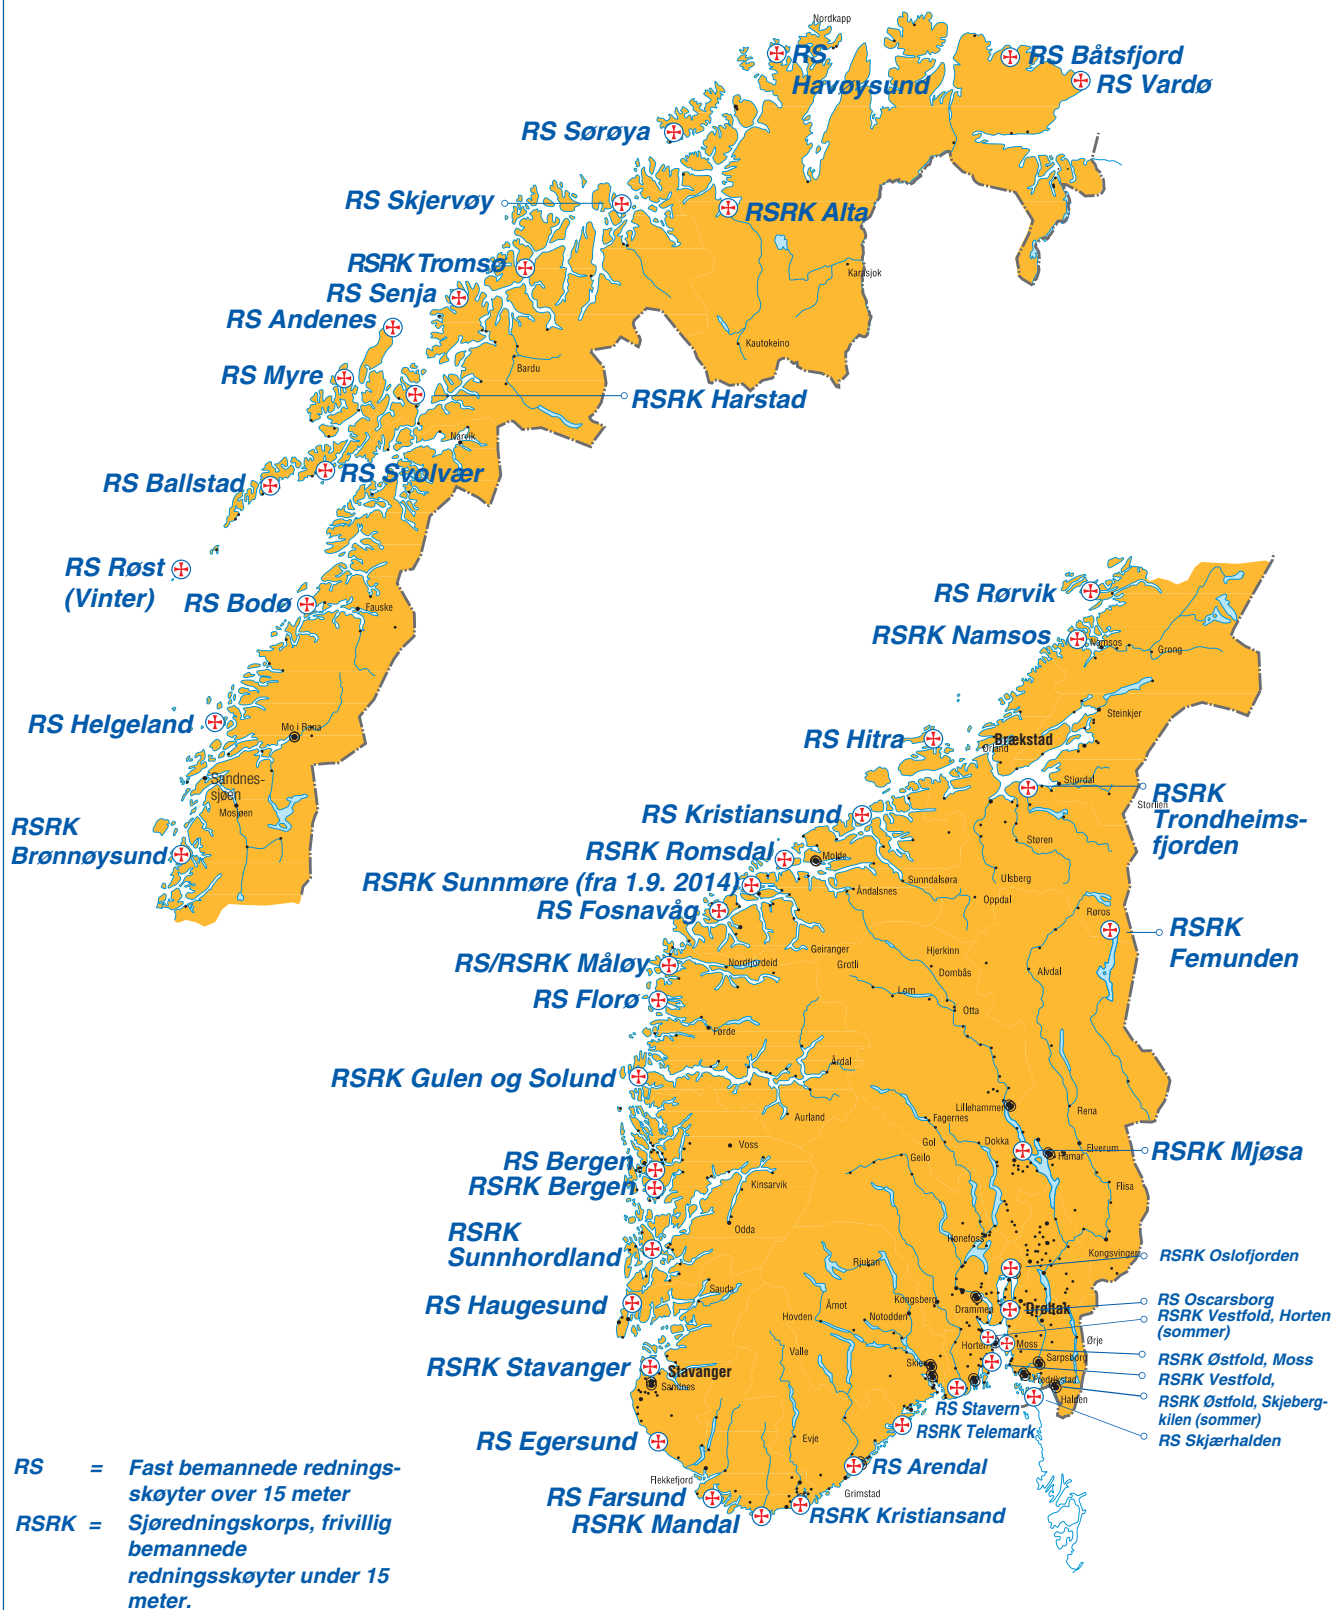 Nordkapp
RS
Havøysund
RS Båtsfjord
RS Vardø
RS Sørøya
RS Skjervøy
RSRK Alta
RSRK Tromsø
Karasjok
RS Senja
RS Andenes
Kautokeino
Bardu
RS Myre
RSRK Harstad
Narvik
RS Svolvær
RS Ballstad
RS Røst
(Vinter)
RS Bodø
Fauske
RS Helgeland
Mo i Rana
Sandnes-
sjøen
Mosjøen
RSRK
Brønnøysund
RS Rørvik
RSRK Namsos
Namsos
Grong
Steinkjer
RS Hitra
Brækstad
Ørland
Stjørdal
Storlien
RSRK
Trondheims-
fjorden
RS Kristiansund
Støren
RSRK Romsdal
Molde
Sunndalsøra
Ulsberg
RSRK Sunnmøre (fra 1.9. 2014)
Åndalsnes
Oppdal
RS Fosnavåg
Røros
RSRK
Femunden
Geiranger
Hjerkinn
RS/RSRK Måløy
Nordfjordeid
Grotli
Dombås
Alvdal
RS Florø
Lom
Otta
Førde
Årdal
RSRK Gulen og Solund
Aurland
Lillehammer
Fagernes
Rena
Voss
Gol
Dokka
Elverum
Hamar
RSRK Mjøsa
RS Bergen
RSRK Bergen
Geilo
Kinsarvik
Flisa
Odda
RSRK
Sunnhordland
Hønefoss
Kongsvinger
RSRK Oslofjorden
Rjukan
Sauda
RS Haugesund
Åmot
Kongsberg
Hovden
Notodden
Drammen
Drøbak
RS Oscarsborg
RSRK Vestfold, Horten
(sommer)
Valle
Horten
Moss
Ørje
RSRK Østfold, Moss
RSRK Stavanger
Stavanger
Sandnes
Skien
Sarpsborg
RSRK Vestfold,
Fredrikstad
Halden
RSRK Østfold, Skjeberg-
kilen (sommer)
RS Stavern
RSRK Telemark
RS Skjærhalden
RS Egersund
Evje
RS Arendal
Flekkefjord
Grimstad
RS Farsund
RSRK Mandal
RSRK Kristiansand
RS = Fast bemannede rednings-
skøyter over 15 meter
RSRK = Sjøredningskorps, frivillig
bemannede
redningsskøyter under 15
meter.